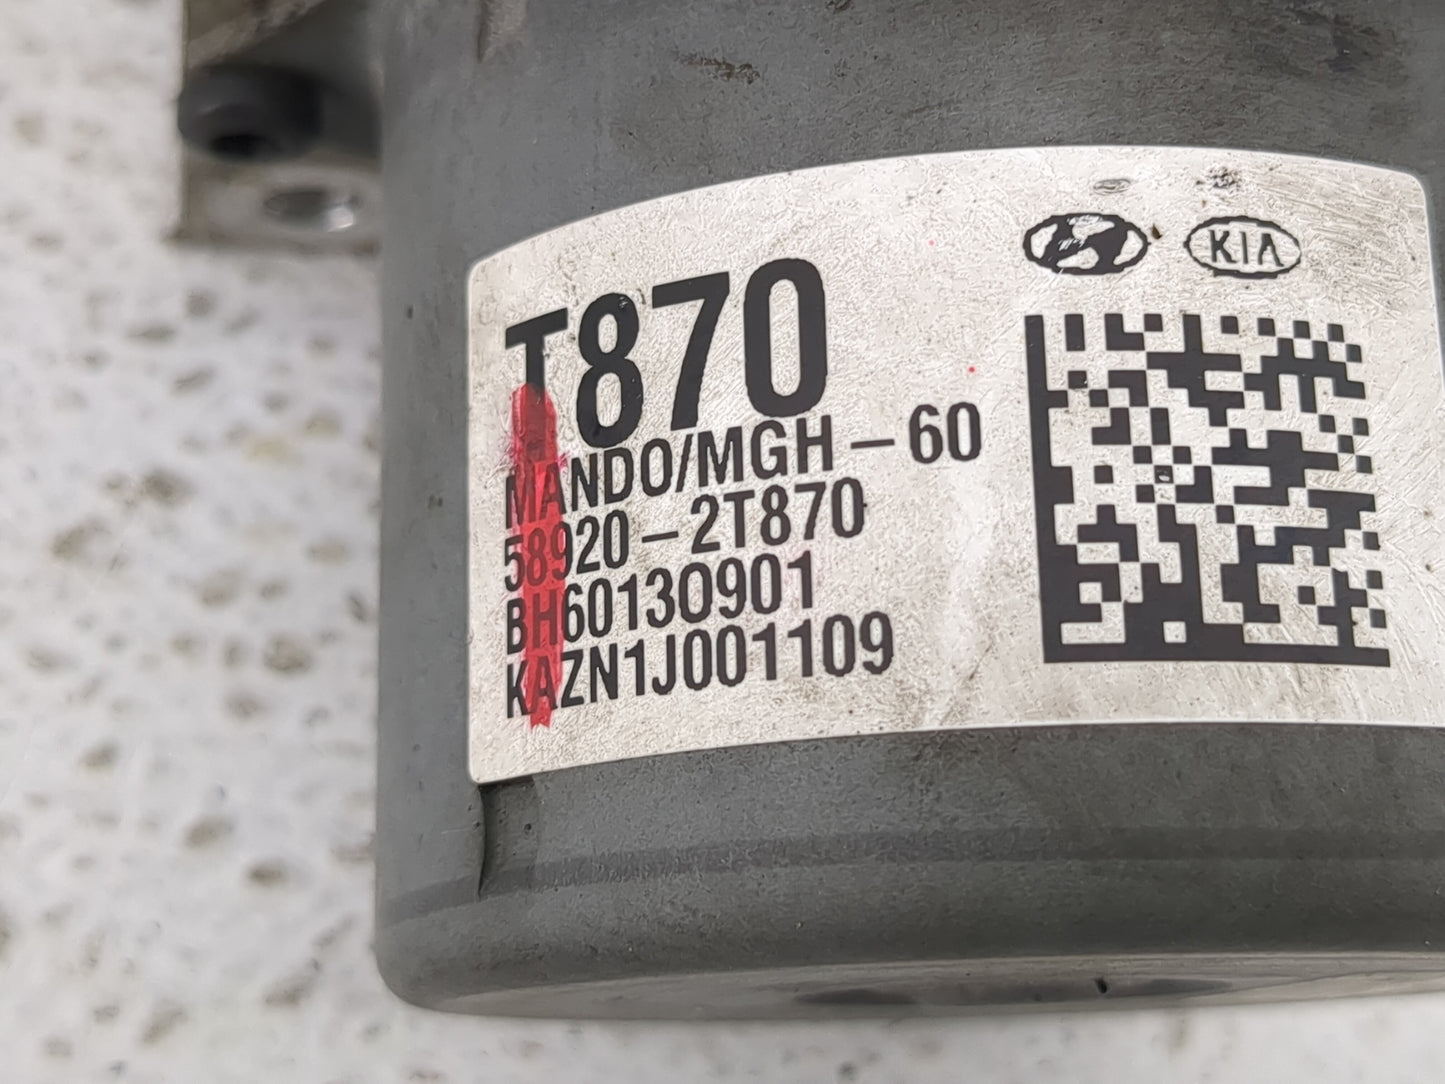 KIA
T870
MANDO/MGH-60
58920-2T870
BH60130901
KAZN1J001109